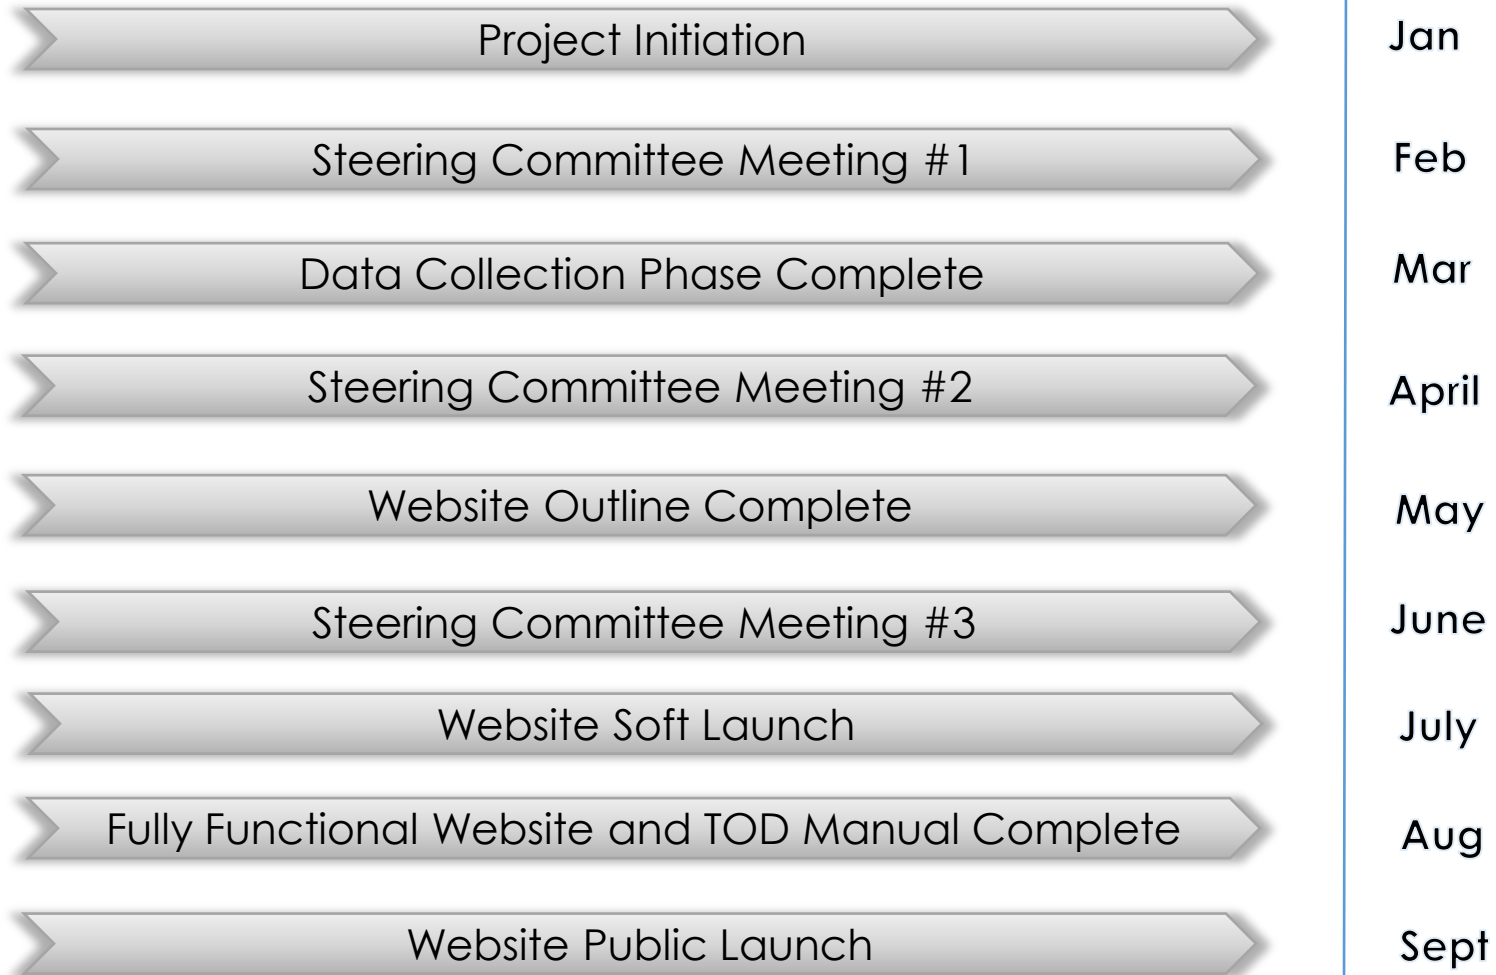 Project Initiation Jan
Steering Committee Meeting #1 Feb
Data Collection Phase Complete Mar
Steering Committee Meeting #2 April
Website Outline Complete May
Steering Committee Meeting #3 June
Website Soft Launch July
Fully Functional Website and TOD Manual Complete Aug
Website Public Launch Sept